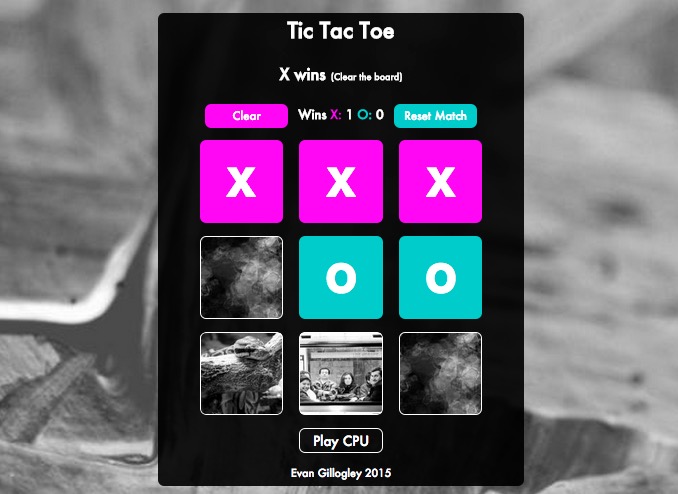 Tic Tac Toe
X wins (Clear the board)
Clear Wins X: 1 O: 0 Reset Match
X X X
O O
Play CPU
Evan Gillogley 2015